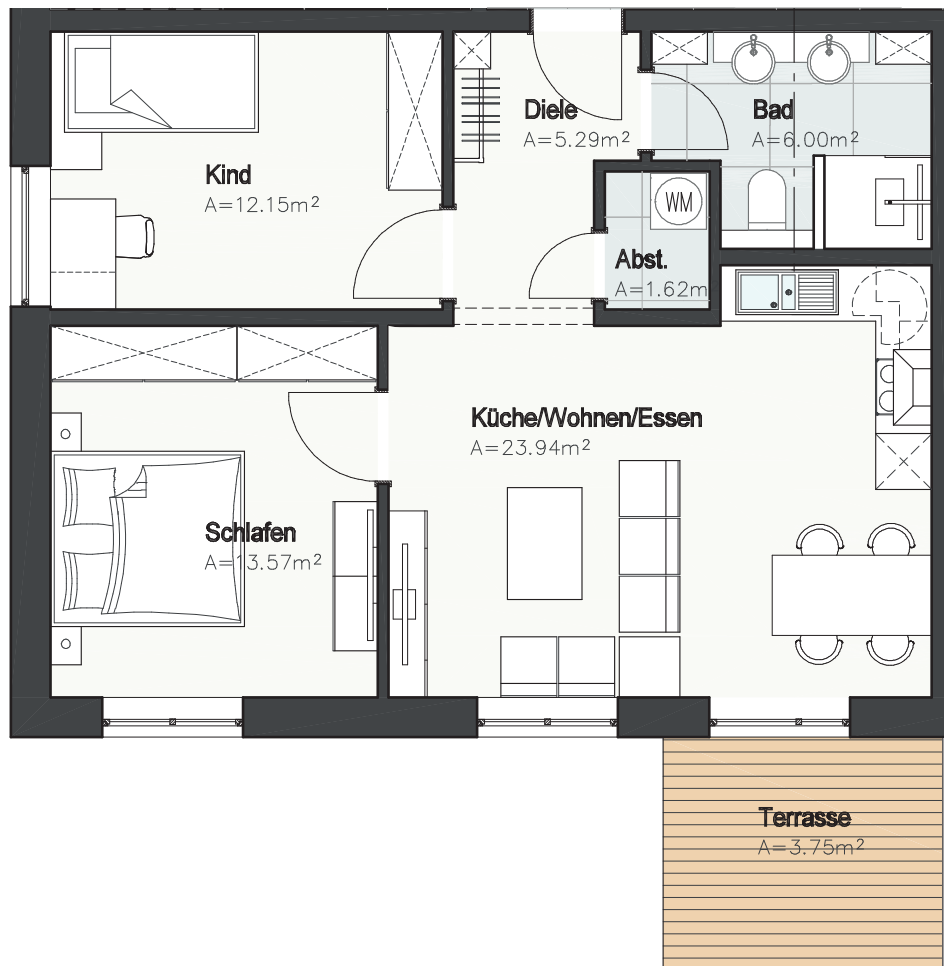 Diele
A=5.29m²
Bad
A=6.00m²
Kind
A=12.15m²
WM
Abst.
A=1.62m
Küche/Wohnen/Essen
A=23.94m²
Schlafen
A=13.57m²
Terrasse
A=3.75m²